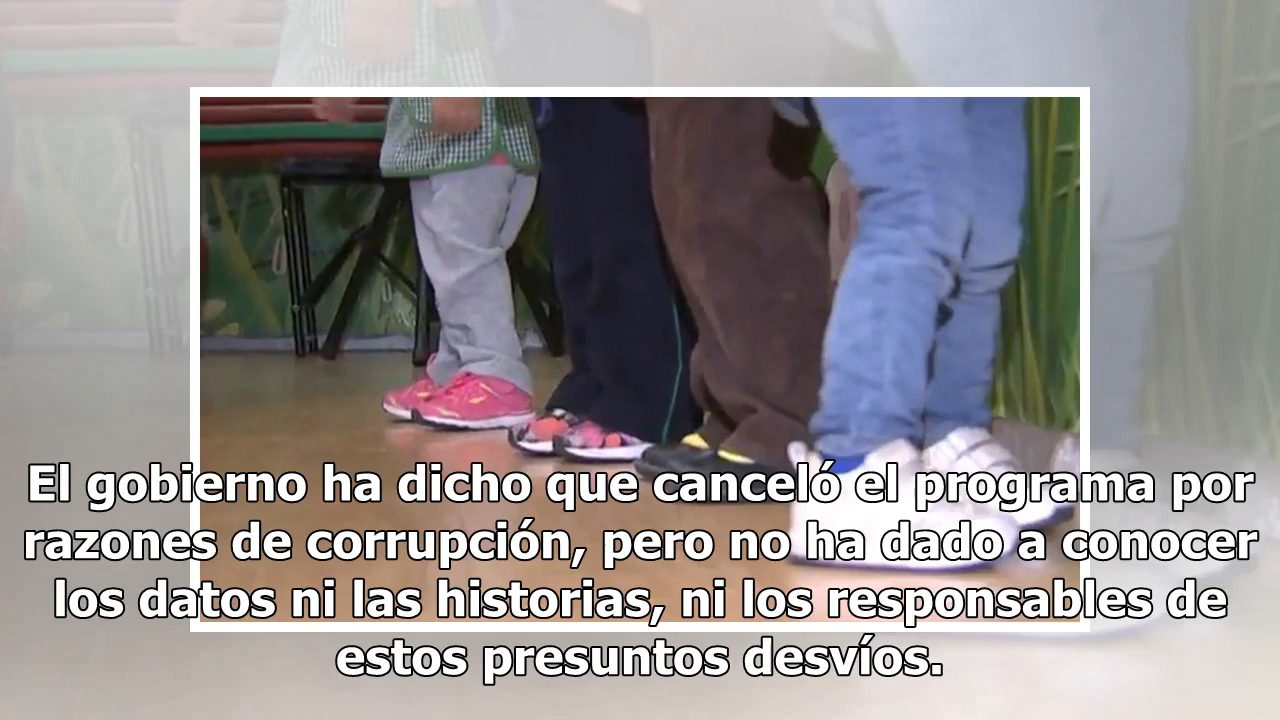 El gobierno ha dicho que canceló el programa por
razones de corrupción, pero no ha dado a conocer
los datos ni las historias, ni los responsables de
estos presuntos desvíos.